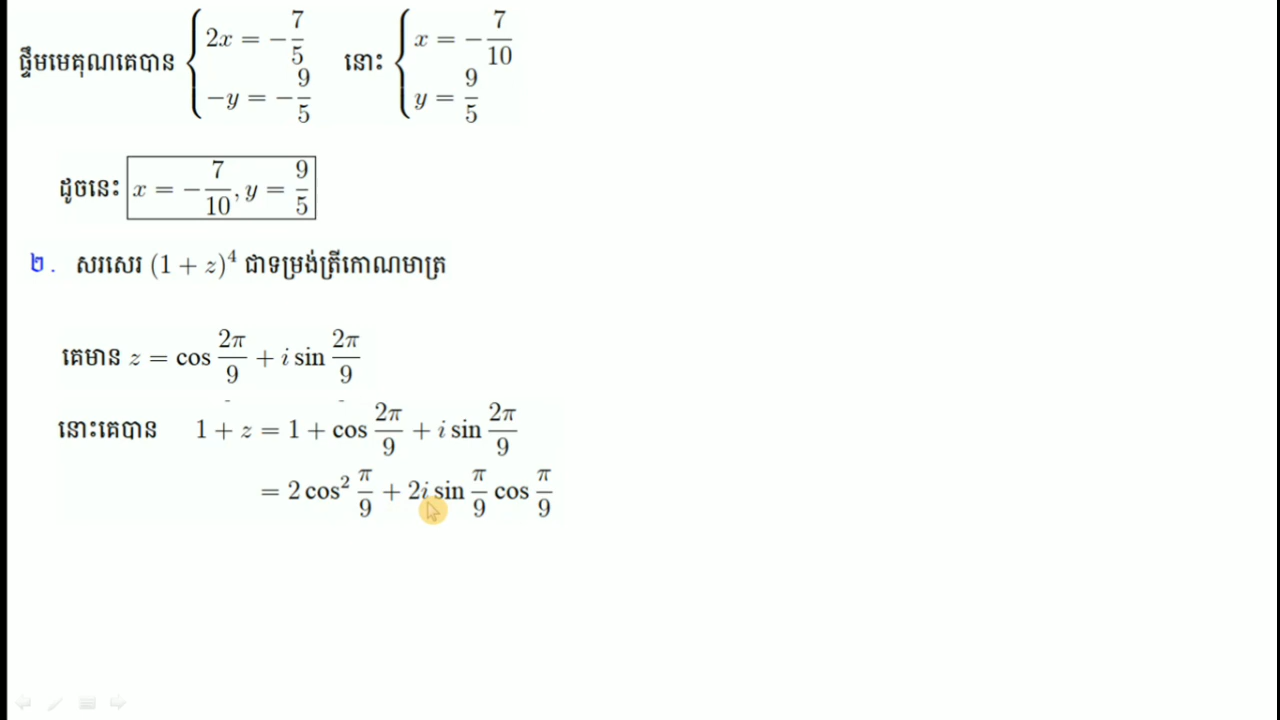 ផ្ទឹមមេគុណគេបាន { 2x = −7/5 , −y = −9/5 នោះ { x = −7/10 , y = 9/5
ដូចនេះ x = −7/10, y = 9/5
២. សរសេរ (1 + z)⁴ ជាទម្រង់ត្រីកោណមាត្រ
គេមាន z = cos 2π/9 + i sin 2π/9
នោះគេបាន 1 + z = 1 + cos 2π/9 + i sin 2π/9
= 2 cos² π/9 + 2i sin π/9 cos π/9